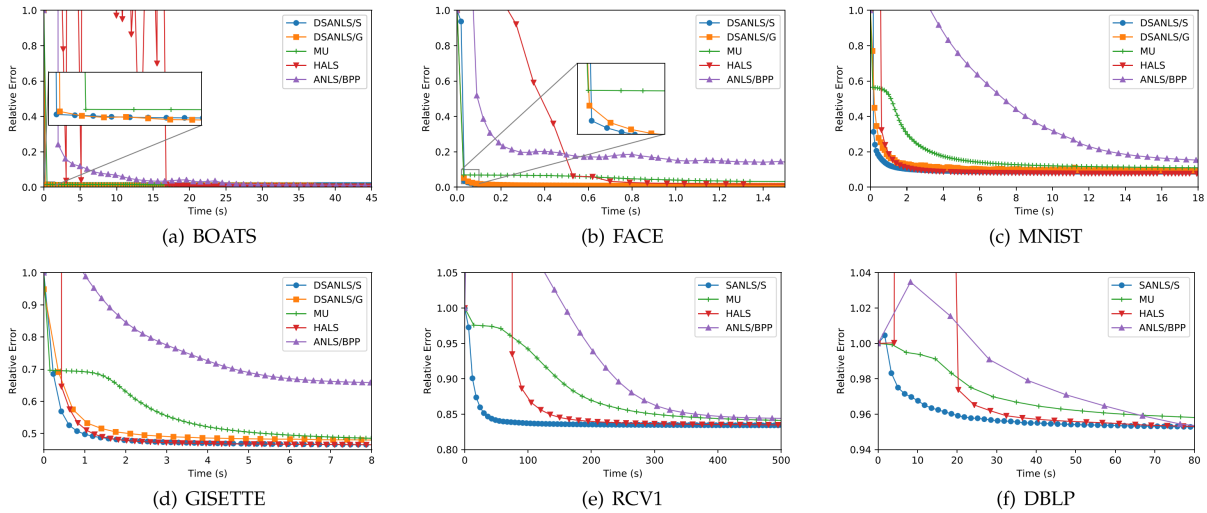 1.0
0.8
0.6
0.4
0.2
0.0
Relative Error
DSANLS/S
DSANLS/G
MU
HALS
ANLS/BPP
0 5 10 15 20 25 30 35 40 45
Time (s)
(a) BOATS
1.0
0.8
0.6
0.4
0.2
0.0
Relative Error
DSANLS/S
DSANLS/G
MU
HALS
ANLS/BPP
0.0 0.2 0.4 0.6 0.8 1.0 1.2 1.4
Time (s)
(b) FACE
1.0
0.8
0.6
0.4
0.2
0.0
Relative Error
DSANLS/S
DSANLS/G
MU
HALS
ANLS/BPP
0 2 4 6 8 10 12 14 16 18
Time (s)
(c) MNIST
1.0
0.9
0.8
0.7
0.6
0.5
Relative Error
DSANLS/S
DSANLS/G
MU
HALS
ANLS/BPP
0 1 2 3 4 5 6 7 8
Time (s)
(d) GISETTE
1.05
1.00
0.95
0.90
0.85
0.80
Relative Error
SANLS/S
MU
HALS
ANLS/BPP
0 100 200 300 400 500
Time (s)
(e) RCV1
1.04
1.02
1.00
0.98
0.96
0.94
Relative Error
SANLS/S
MU
HALS
ANLS/BPP
0 10 20 30 40 50 60 70 80
Time (s)
(f) DBLP